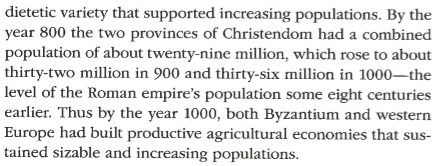 dietetic variety that supported increasing populations. By the
year 800 the two provinces of Christendom had a combined
population of about twenty-nine million, which rose to about
thirty-two million in 900 and thirty-six million in 1000—the
level of the Roman empire's population some eight centuries
earlier. Thus by the year 1000, both Byzantium and western
Europe had built productive agricultural economies that sus-
tained sizable and increasing populations.